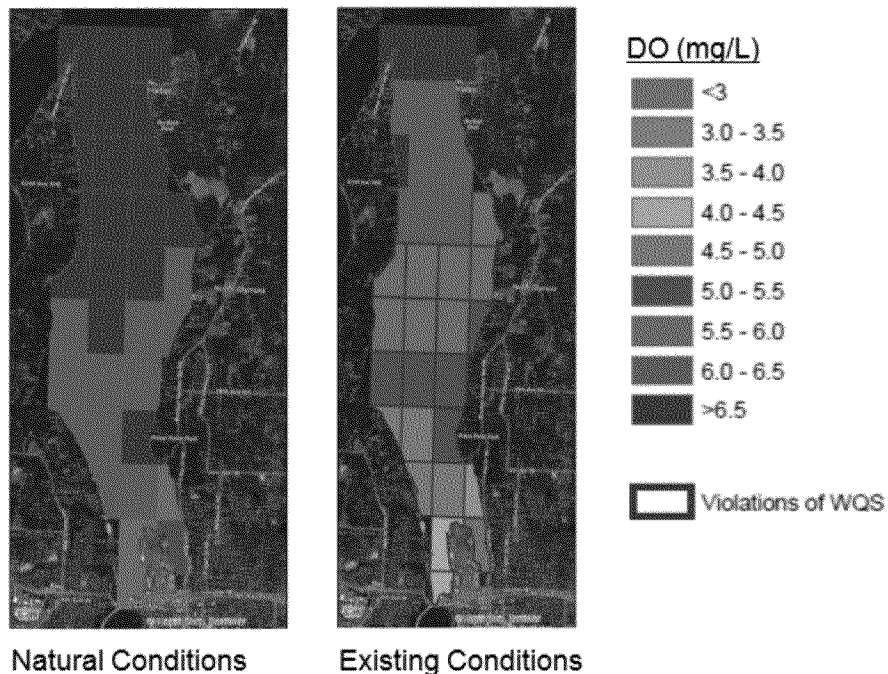 DO (mg/L)
<3
3.0 - 3.5
3.5 - 4.0
4.0 - 4.5
4.5 - 5.0
5.0 - 5.5
5.5 - 6.0
6.0 - 6.5
>6.5
Violations of WQS
Natural Conditions
Existing Conditions